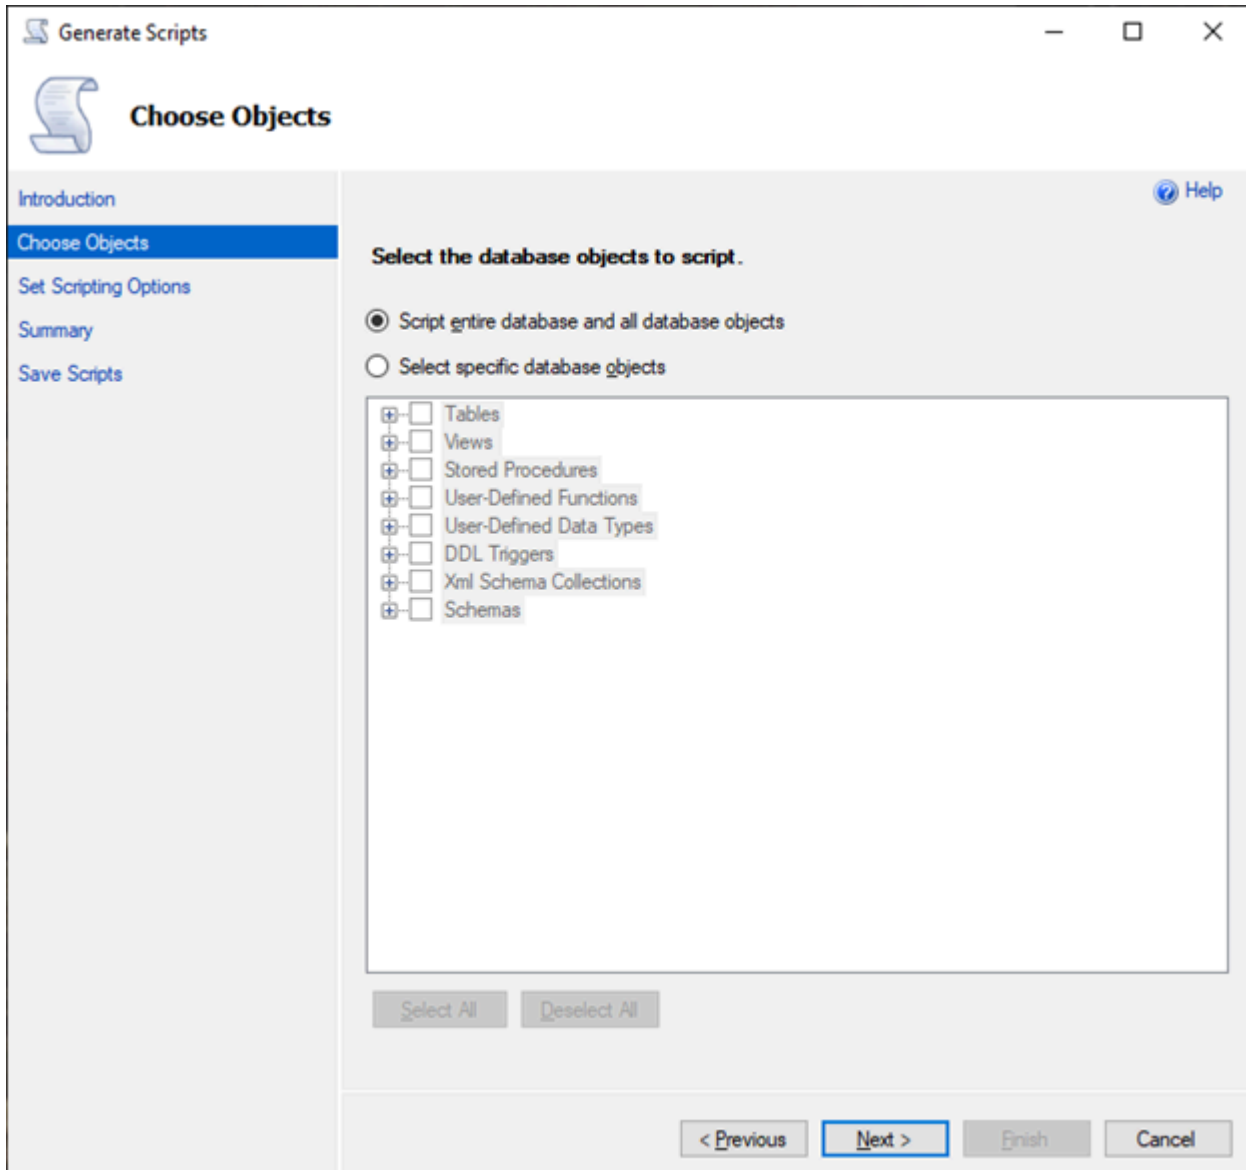 Generate Scripts
Choose Objects
Introduction
Choose Objects
Set Scripting Options
Summary
Save Scripts
Help
Select the database objects to script.
Script entire database and all database objects
Select specific database objects
Tables
Views
Stored Procedures
User-Defined Functions
User-Defined Data Types
DDL Triggers
Xml Schema Collections
Schemas
Select All
Deselect All
< Previous
Next >
Finish
Cancel